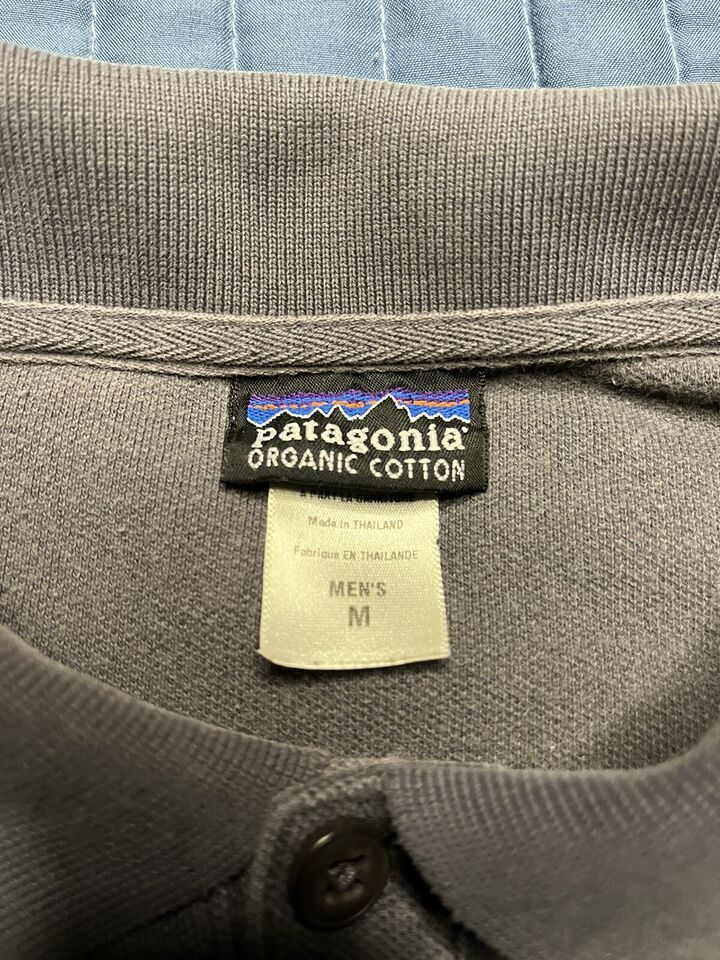 patagonia
ORGANIC COTTON
Made in THAILAND
Fabriqué EN THAILANDE
MEN'S
M